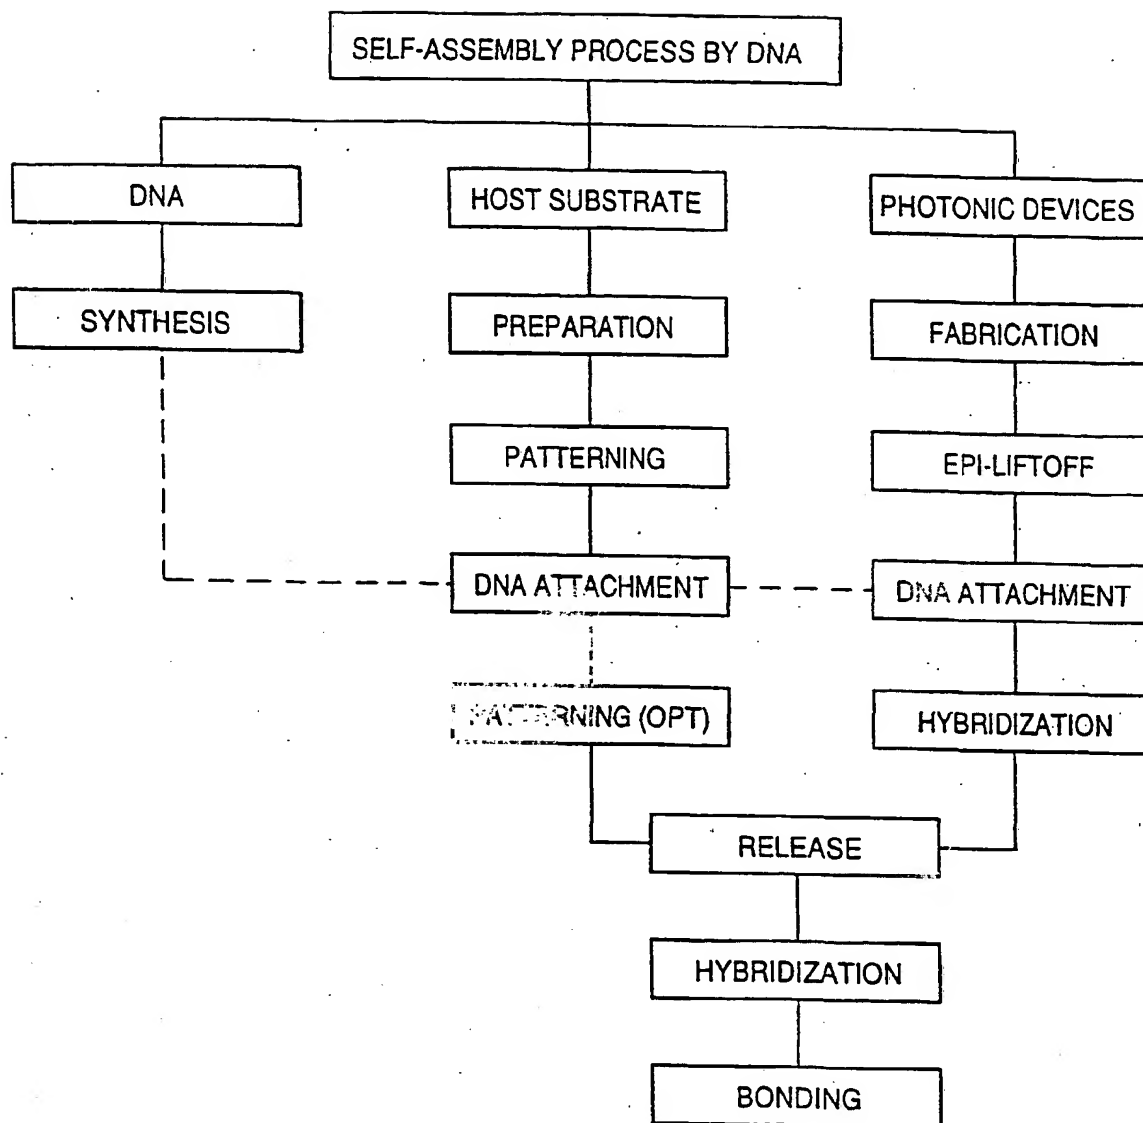 SELF-ASSEMBLY PROCESS BY DNA
DNA
HOST SUBSTRATE
PHOTONIC DEVICES
SYNTHESIS
PREPARATION
FABRICATION
PATTERNING
EPI-LIFTOFF
DNA ATTACHMENT
DNA ATTACHMENT
PATTERNING (OPT)
HYBRIDIZATION
RELEASE
HYBRIDIZATION
BONDING